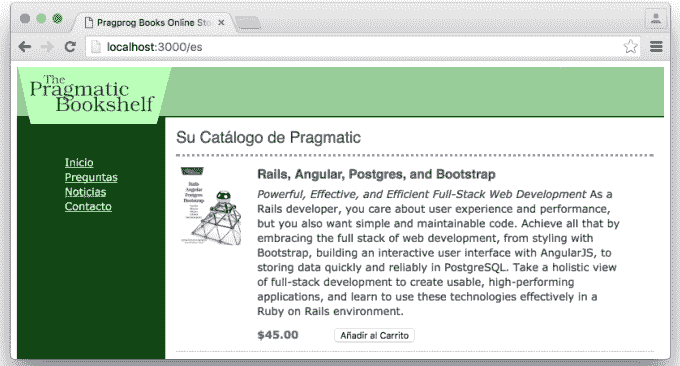 Pragprog Books Online Sto
localhost:3000/es
The
Pragmatic
Bookshelf
Inicio
Preguntas
Noticias
Contacto
Su Catálogo de Pragmatic
Rails
Angular
Postgres
Bootstrap
Rails, Angular, Postgres, and Bootstrap
Powerful, Effective, and Efficient Full-Stack Web Development As a
Rails developer, you care about user experience and performance,
but you also want simple and maintainable code. Achieve all that by
embracing the full stack of web development, from styling with
Bootstrap, building an interactive user interface with AngularJS, to
storing data quickly and reliably in PostgreSQL. Take a holistic view
of full-stack development to create usable, high-performing
applications, and learn to use these technologies effectively in a
Ruby on Rails environment.
$45.00
Añadir al Carrito